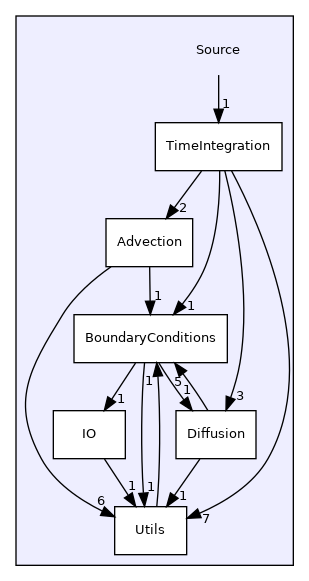 Source
1
TimeIntegration
2
Advection
1
1
3
BoundaryConditions
1
1
5
1
IO
Diffusion
1
1
1
6
7
Utils